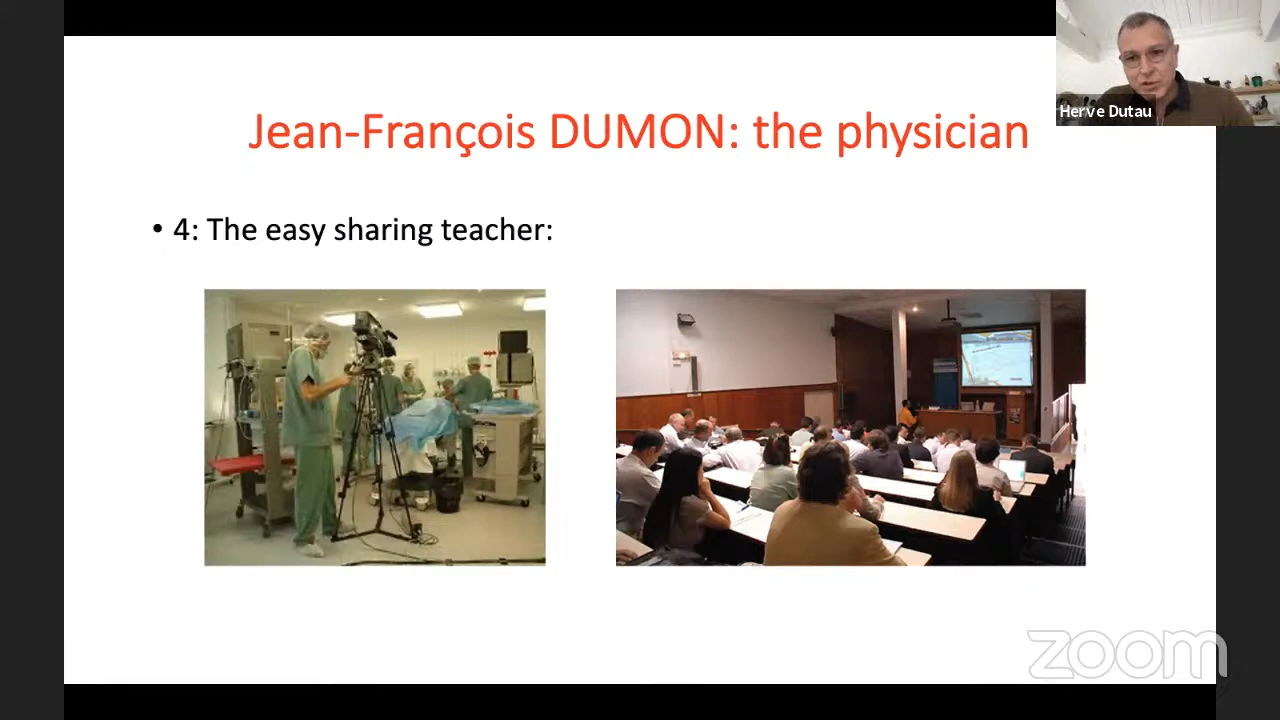 Jean-François DUMON: the physician
Herve Dutau
• 4: The easy sharing teacher:
zoom